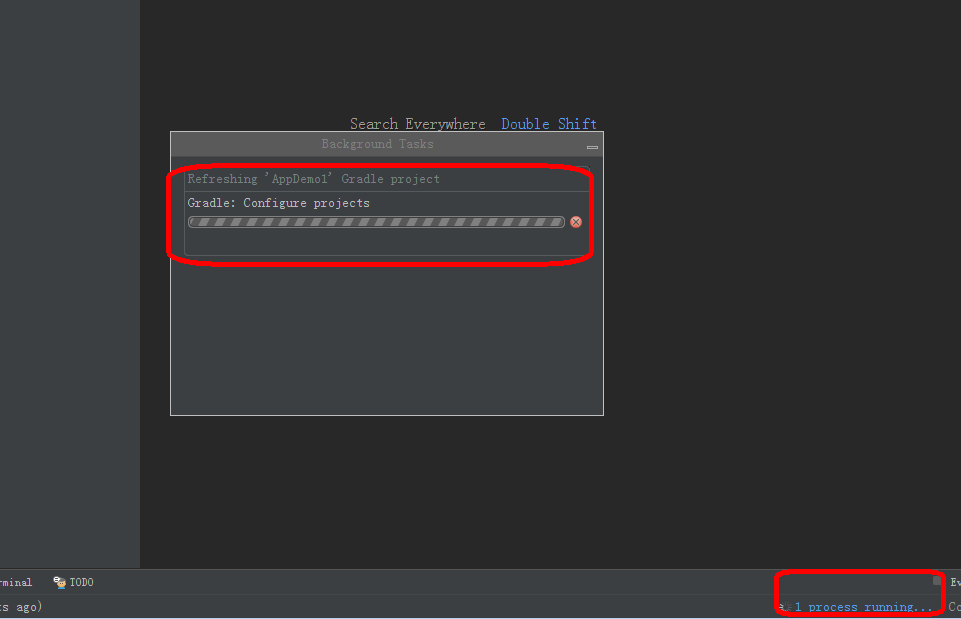 Search Everywhere Double Shift
Background Tasks
Refreshing 'AppDemo1' Gradle project
Gradle: Configure projects
rminal TODO Ev
ts ago) 1 process running... Co